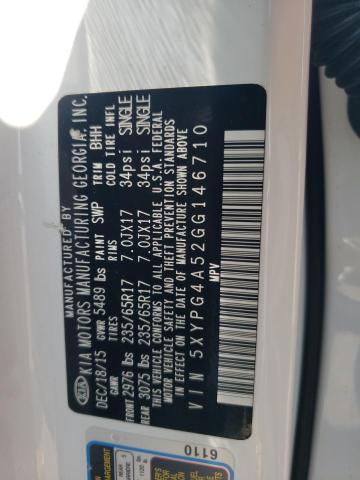 MANUFACTURED BY
KIA KIA MOTORS MANUFACTURING GEORGIA, INC.
DEC/18/15 GVWR 5489 lbs PAINT SWP TRIM BHH
GAWR TIRES RIMS COLD TIRE INFL
FRONT 2976 lbs 235/65R17 7.0JX17 34psi SINGLE
REAR 3075 lbs 235/65R17 7.0JX17 34psi SINGLE
THIS VEHICLE CONFORMS TO ALL APPLICABLE U.S.A. FEDERAL
MOTOR VEHICLE SAFETY AND THEFT PREVENTION STANDARDS
IN EFFECT ON THE DATE OF MANUFACTURE SHOWN ABOVE.
VIN 5XYPG4A52GG146710
MPV
6110
REAR